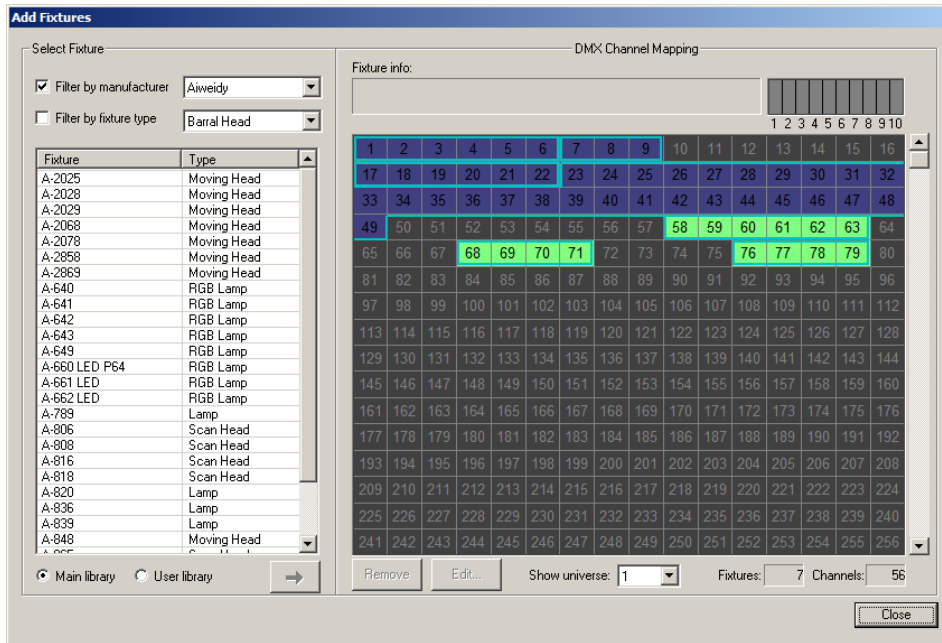 Add Fixtures
Select Fixture
Filter by manufacturer Aiweidy
Filter by fixture type Barral Head
Fixture Type
A-2025 Moving Head
A-2028 Moving Head
A-2029 Moving Head
A-2068 Moving Head
A-2078 Moving Head
A-2858 Moving Head
A-2869 Moving Head
A-640 RGB Lamp
A-641 RGB Lamp
A-642 RGB Lamp
A-643 RGB Lamp
A-649 RGB Lamp
A-660 LED P64 RGB Lamp
A-661 LED RGB Lamp
A-662 LED RGB Lamp
A-789 Lamp
A-806 Scan Head
A-808 Scan Head
A-816 Scan Head
A-818 Scan Head
A-820 Lamp
A-836 Lamp
A-839 Lamp
A-848 Moving Head
Main library User library
DMX Channel Mapping
Fixture info:
1 2 3 4 5 6 7 8 9 10
1 2 3 4 5 6 7 8 9 10 11 12 13 14 15 16
17 18 19 20 21 22 23 24 25 26 27 28 29 30 31 32
33 34 35 36 37 38 39 40 41 42 43 44 45 46 47 48
49 50 51 52 53 54 55 56 57 58 59 60 61 62 63 64
65 66 67 68 69 70 71 72 73 74 75 76 77 78 79 80
81 82 83 84 85 86 87 88 89 90 91 92 93 94 95 96
97 98 99 100 101 102 103 104 105 106 107 108 109 110 111 112
113 114 115 116 117 118 119 120 121 122 123 124 125 126 127 128
129 130 131 132 133 134 135 136 137 138 139 140 141 142 143 144
145 146 147 148 149 150 151 152 153 154 155 156 157 158 159 160
161 162 163 164 165 166 167 168 169 170 171 172 173 174 175 176
177 178 179 180 181 182 183 184 185 186 187 188 189 190 191 192
193 194 195 196 197 198 199 200 201 202 203 204 205 206 207 208
209 210 211 212 213 214 215 216 217 218 219 220 221 222 223 224
225 226 227 228 229 230 231 232 233 234 235 236 237 238 239 240
241 242 243 244 245 246 247 248 249 250 251 252 253 254 255 256
Remove Edit... Show universe: 1 Fixtures: 7 Channels: 56
Close